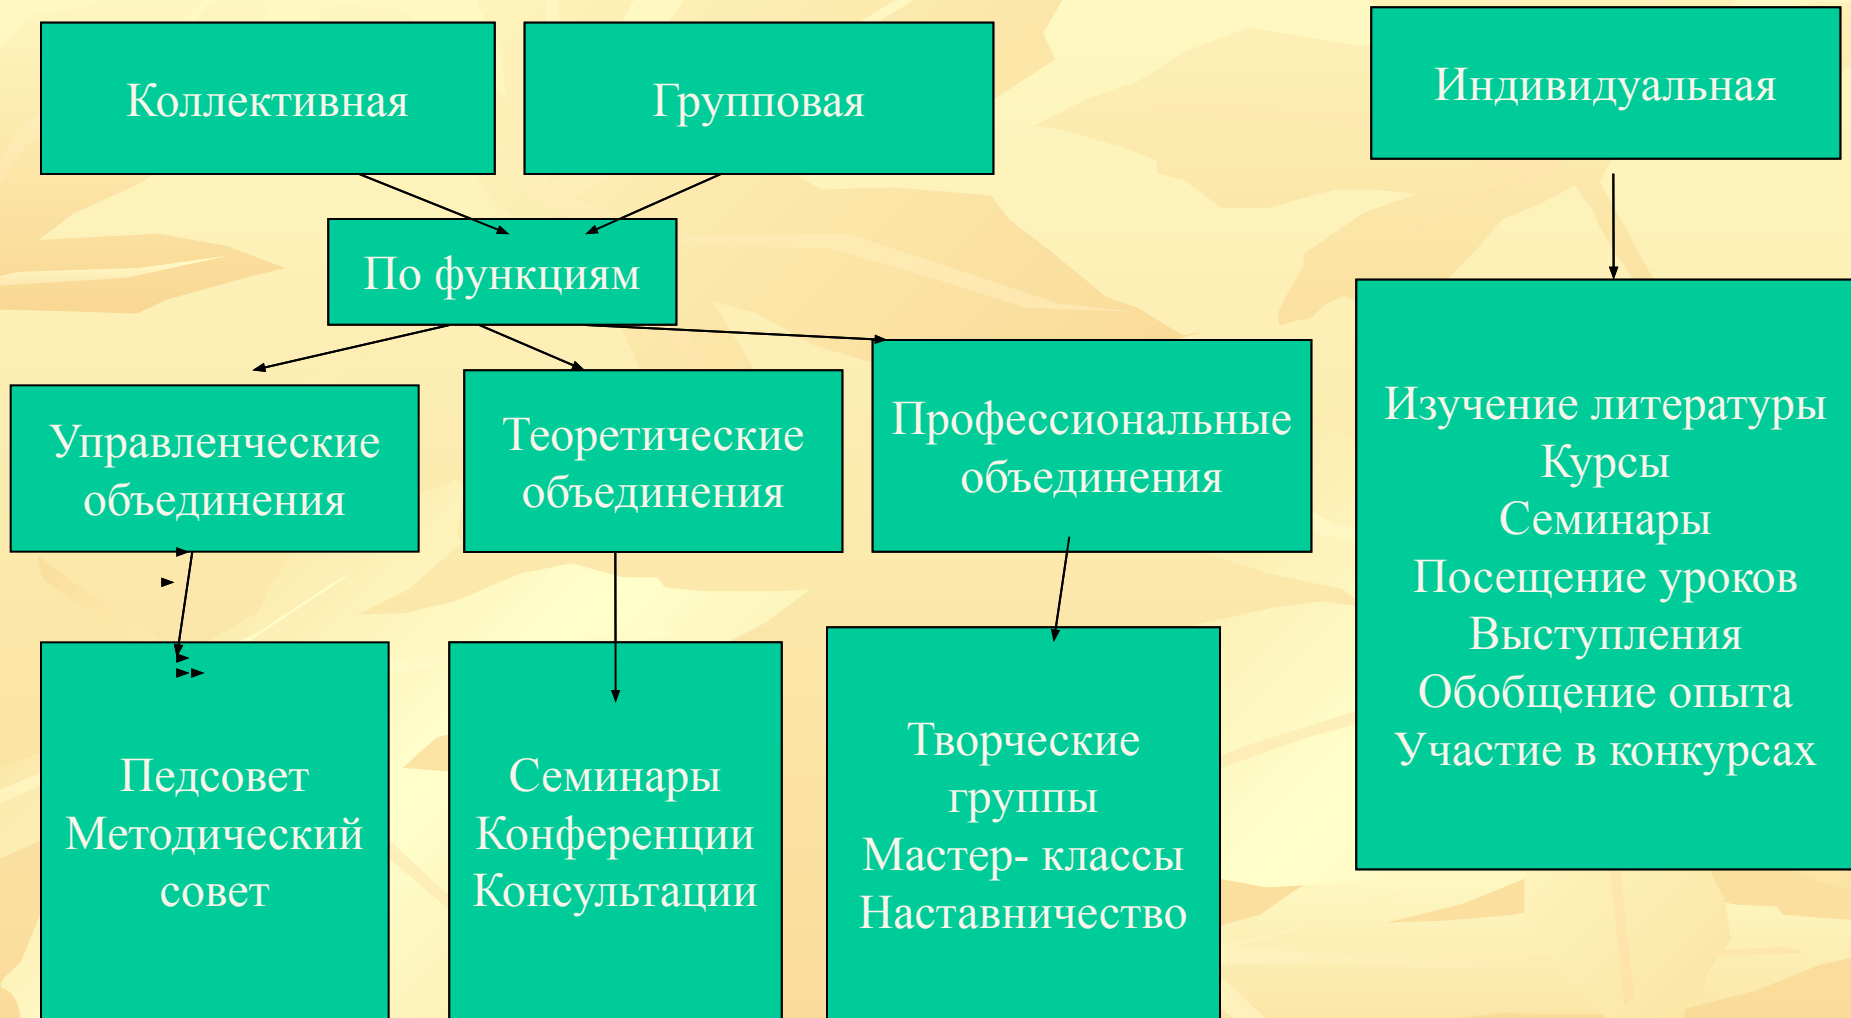 Коллективная
Групповая
Индивидуальная
По функциям
Управленческие
объединения
Теоретические
объединения
Профессиональные
объединения
Изучение литературы
Курсы
Семинары
Посещение уроков
Выступления
Обобщение опыта
Участие в конкурсах
Педсовет
Методический
совет
Семинары
Конференции
Консультации
Творческие
группы
Мастер- классы
Наставничество